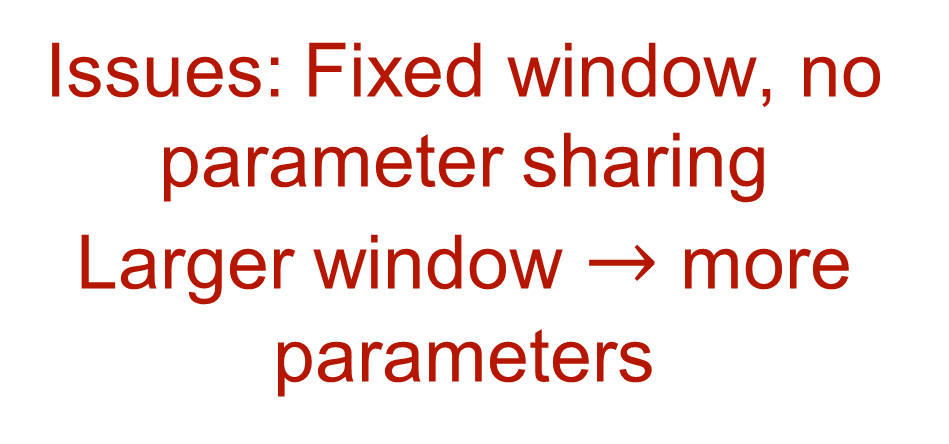 Issues: Fixed window, no
parameter sharing
Larger window → more
parameters